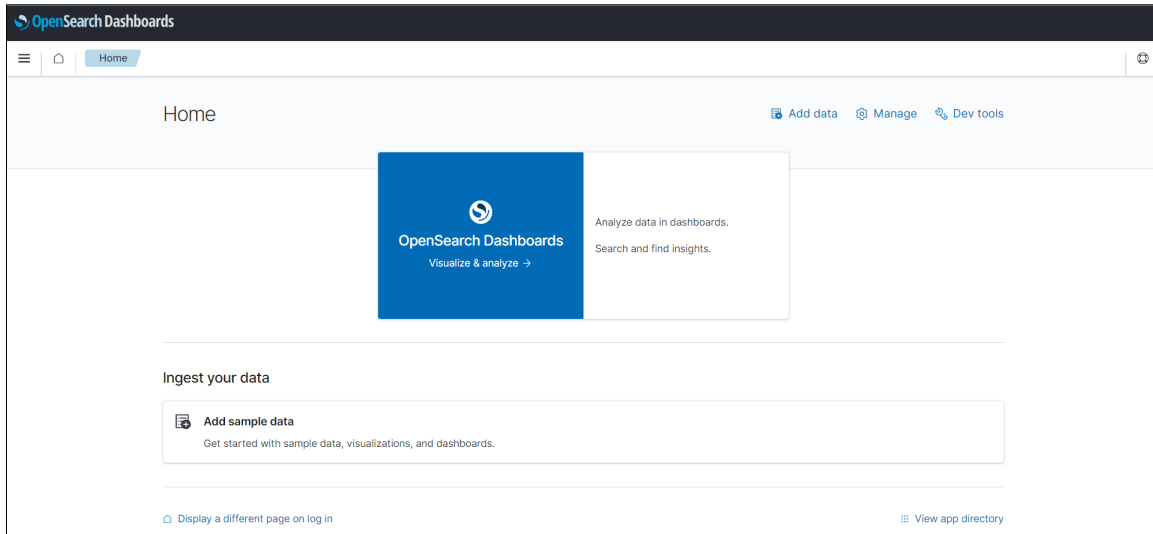 OpenSearch Dashboards
Home
Home
Add data Manage Dev tools
OpenSearch Dashboards
Visualize & analyze →
Analyze data in dashboards.
Search and find insights.
Ingest your data
Add sample data
Get started with sample data, visualizations, and dashboards.
Display a different page on log in
View app directory